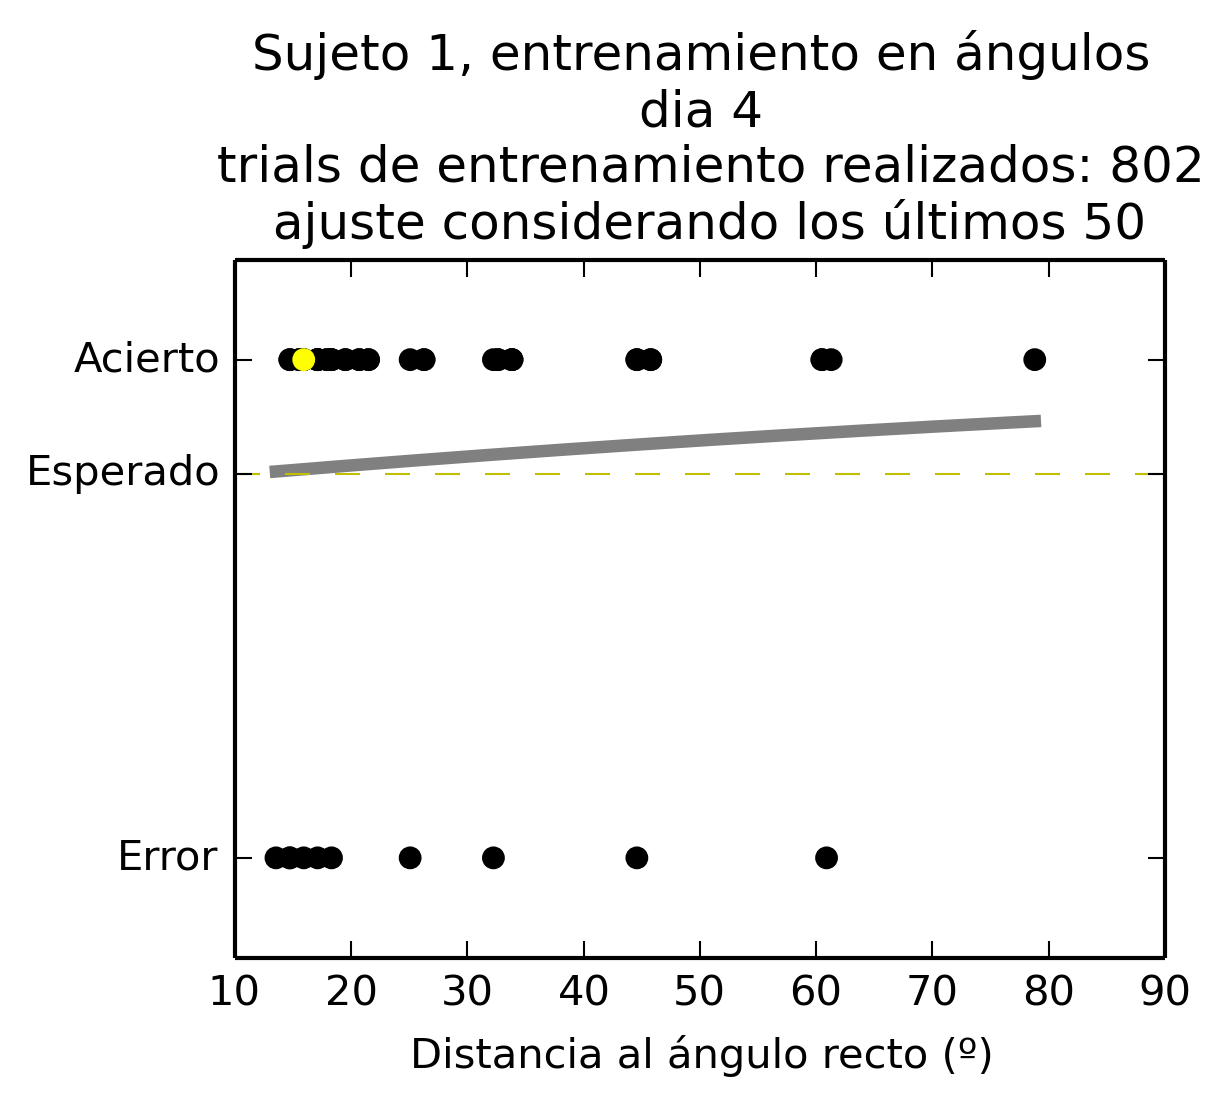 Sujeto 1, entrenamiento en ángulos
dia 4
trials de entrenamiento realizados: 802
ajuste considerando los últimos 50
Acierto
Esperado
Error
10 20 30 40 50 60 70 80 90
Distancia al ángulo recto (º)